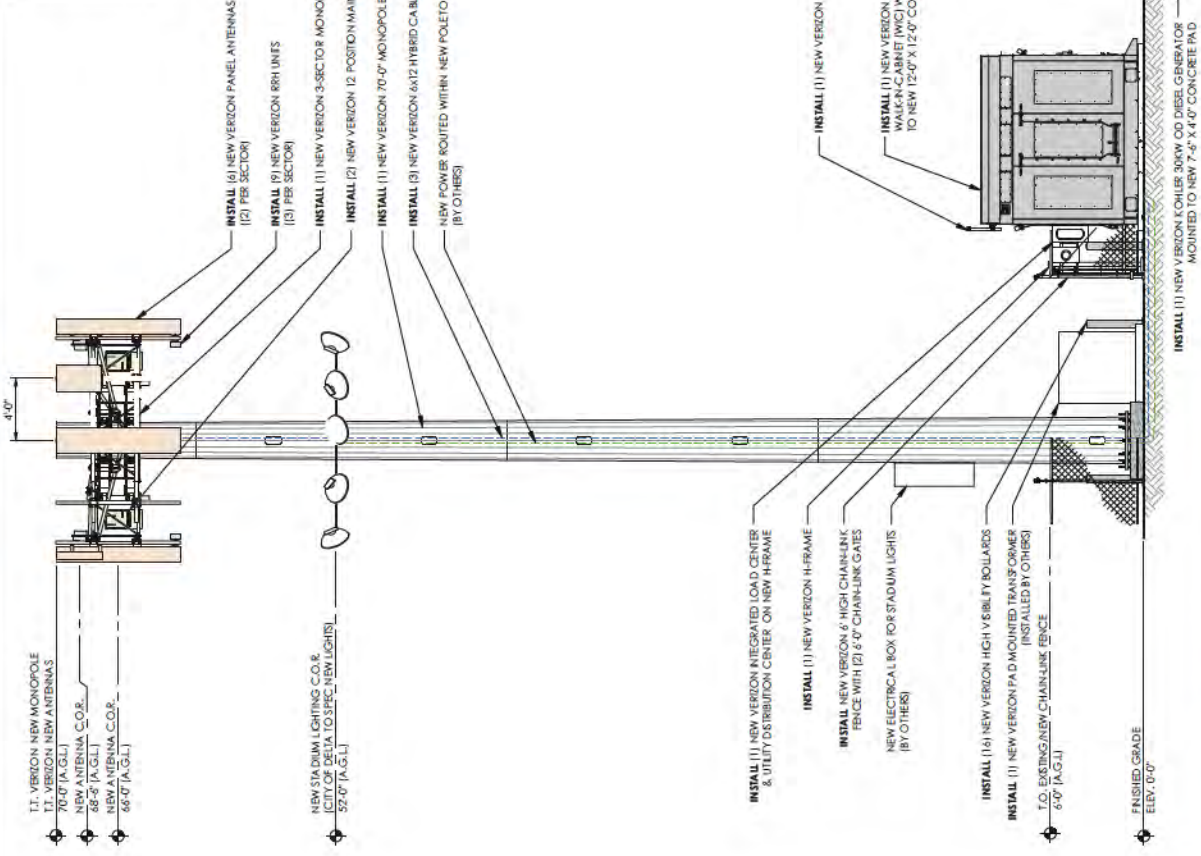 4'-0"
T.T. VERIZON NEW MONOPOLE
T.T. VERIZON NEW ANTENNAS
70'-0" (A.G.L.)
NEW ANTENNA C.O.R.
68'-6" (A.G.L.)
NEW ANTENNA C.O.R.
66'-0" (A.G.L.)
INSTALL (6) NEW VERIZON PANEL ANTENNAS
((2) PER SECTOR)
INSTALL (9) NEW VERIZON RRH UNITS
((3) PER SECTOR)
INSTALL (1) NEW VERIZON 3-SECTOR MONO
INSTALL (2) NEW VERIZON 12 POSITION MAIN
INSTALL (1) NEW VERIZON 70'-0" MONOPOLE
INSTALL (3) NEW VERIZON 6x12 HYBRID CAB
NEW POWER ROUTED WITHIN NEW POLE TO
(BY OTHERS)
NEW STADIUM LIGHTING C.O.R.
(CITY OF DELTA TO SPEC NEW LIGHTS)
52'-0" (A.G.L.)
INSTALL (1) NEW VERIZON
INSTALL (1) NEW VERIZON
WALK-IN-CABINET (WIC) W
TO NEW 12'-0" X 12'-0" CO
INSTALL (1) NEW VERIZON INTEGRATED LOAD CENTER
& UTILITY DISTRIBUTION CENTER ON NEW H-FRAME
INSTALL (1) NEW VERIZON H-FRAME
INSTALL NEW VERIZON 6' HIGH CHAIN-LINK
FENCE WITH (2) 6'-0" CHAIN-LINK GATES
NEW ELECTRICAL BOX FOR STADIUM LIGHTS
(BY OTHERS)
INSTALL (16) NEW VERIZON HIGH VISIBILITY BOLLARDS
INSTALL (1) NEW VERIZON PAD MOUNTED TRANSFORMER
(INSTALLED BY OTHERS)
T.O. EXISTING/NEW CHAIN-LINK FENCE
6'-0" (A.G.L)
FINISHED GRADE
ELEV. 0'-0"
INSTALL (1) NEW VERIZON KOHLER 30KW OD DIESEL GENERATOR
MOUNTED TO NEW 7'-6" X 4'-0" CONCRETE PAD